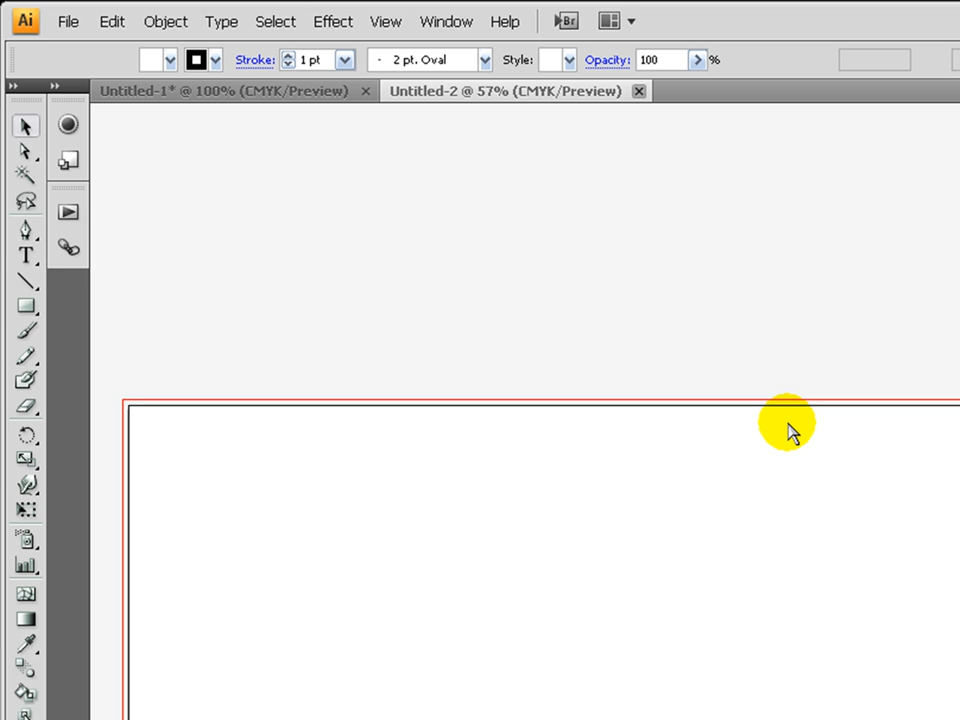 Ai File Edit Object Type Select Effect View Window Help Br
Stroke: 1 pt 2 pt. Oval Style: Opacity: 100 %
Untitled-1* @ 100% (CMYK/Preview) Untitled-2 @ 57% (CMYK/Preview)
T